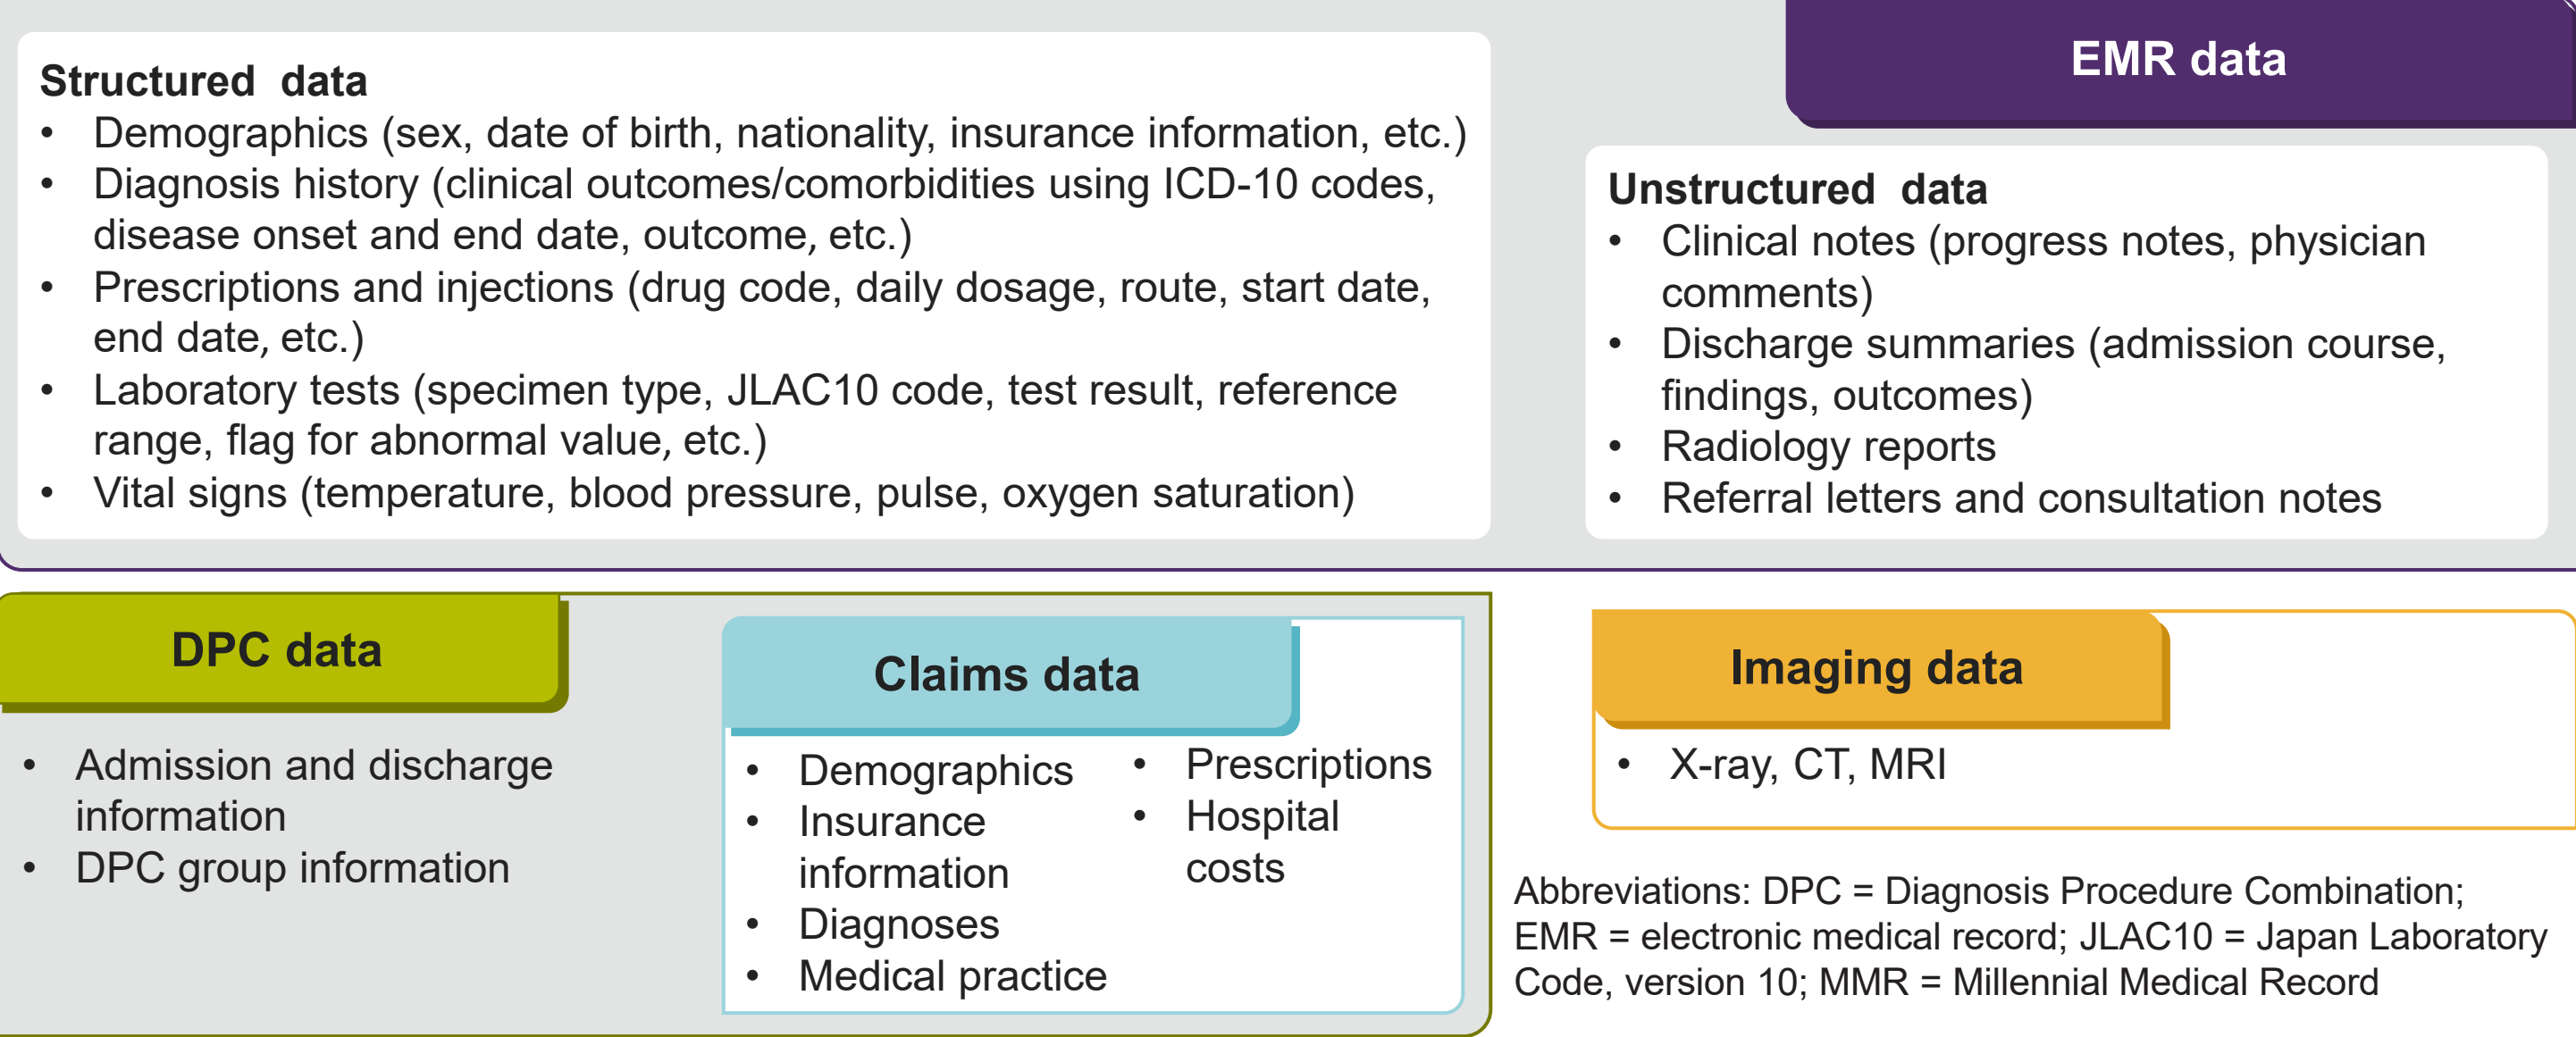 EMR data
Structured data
• Demographics (sex, date of birth, nationality, insurance information, etc.)
• Diagnosis history (clinical outcomes/comorbidities using ICD-10 codes,
disease onset and end date, outcome, etc.)
• Prescriptions and injections (drug code, daily dosage, route, start date,
end date, etc.)
• Laboratory tests (specimen type, JLAC10 code, test result, reference
range, flag for abnormal value, etc.)
• Vital signs (temperature, blood pressure, pulse, oxygen saturation)
Unstructured data
• Clinical notes (progress notes, physician
comments)
• Discharge summaries (admission course,
findings, outcomes)
• Radiology reports
• Referral letters and consultation notes
DPC data
• Admission and discharge
information
• DPC group information
Claims data
• Demographics
• Insurance
information
• Diagnoses
• Medical practice
• Prescriptions
• Hospital
costs
Imaging data
• X-ray, CT, MRI
Abbreviations: DPC = Diagnosis Procedure Combination;
EMR = electronic medical record; JLAC10 = Japan Laboratory
Code, version 10; MMR = Millennial Medical Record